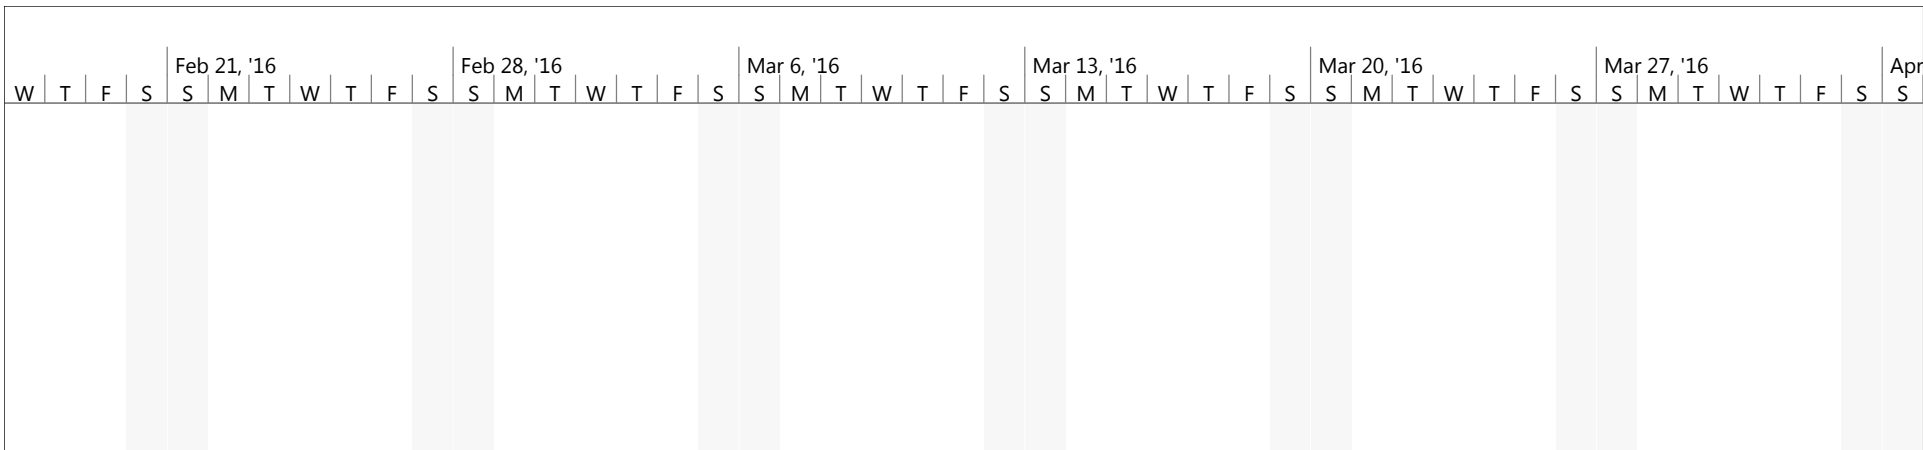 Feb 21, '16 Feb 28, '16 Mar 6, '16 Mar 13, '16 Mar 20, '16 Mar 27, '16 Apr
W T F S S M T W T F S S M T W T F S S M T W T F S S M T W T F S S M T W T F S S M T W T F S S